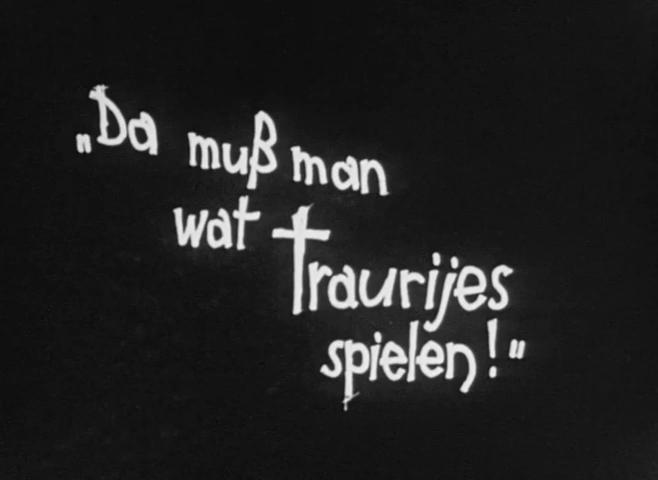 „Da muß man
wat traurijes
spielen!"